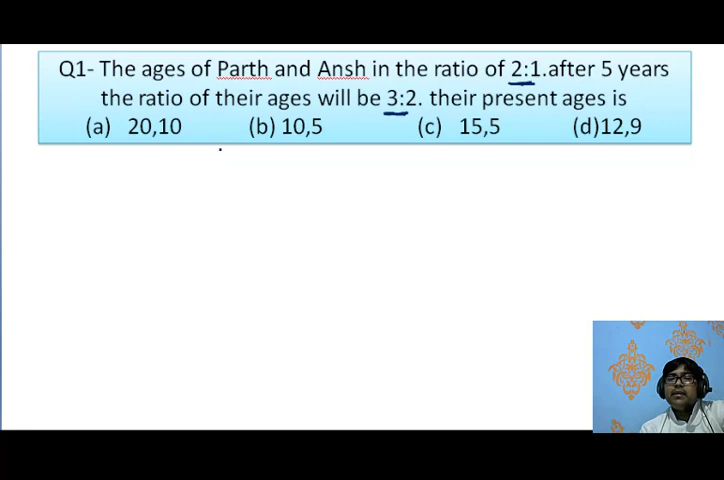 Q1- The ages of Parth and Ansh in the ratio of 2:1.after 5 years
the ratio of their ages will be 3:2. their present ages is
(a) 20,10 (b) 10,5 (c) 15,5 (d)12,9